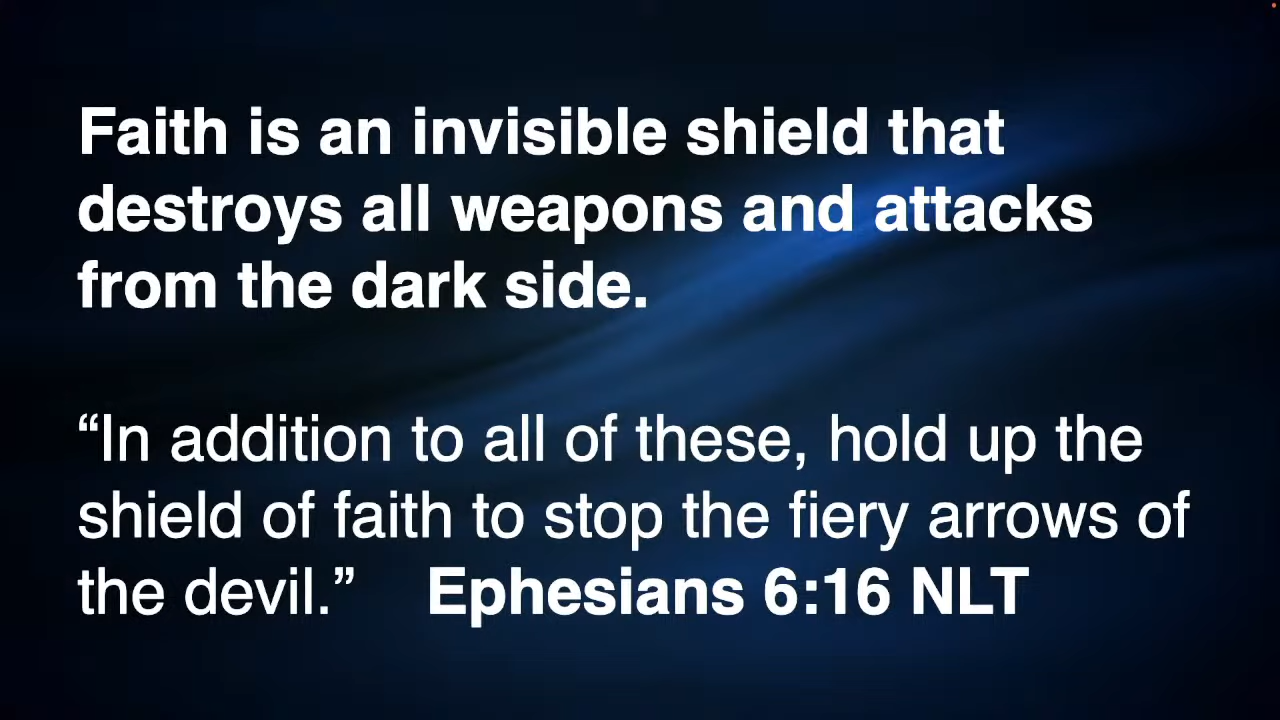 Faith is an invisible shield that
destroys all weapons and attacks
from the dark side.
“In addition to all of these, hold up the
shield of faith to stop the fiery arrows of
the devil.” Ephesians 6:16 NLT